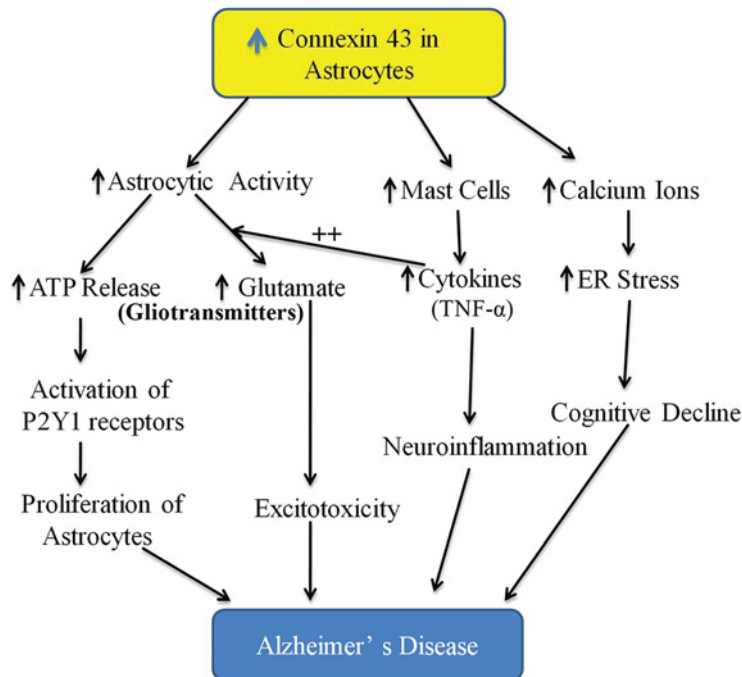 ↑ Connexin 43 in
Astrocytes
↑Astrocytic Activity
↑Mast Cells
↑Calcium Ions
++
↑ATP Release
↑ Glutamate
(Gliotransmitters)
↑Cytokines
(TNF-α)
↑ER Stress
Activation of
P2Y1 receptors
Cognitive Decline
Neuroinflammation
Proliferation of
Astrocytes
Excitotoxicity
Alzheimer’ s Disease